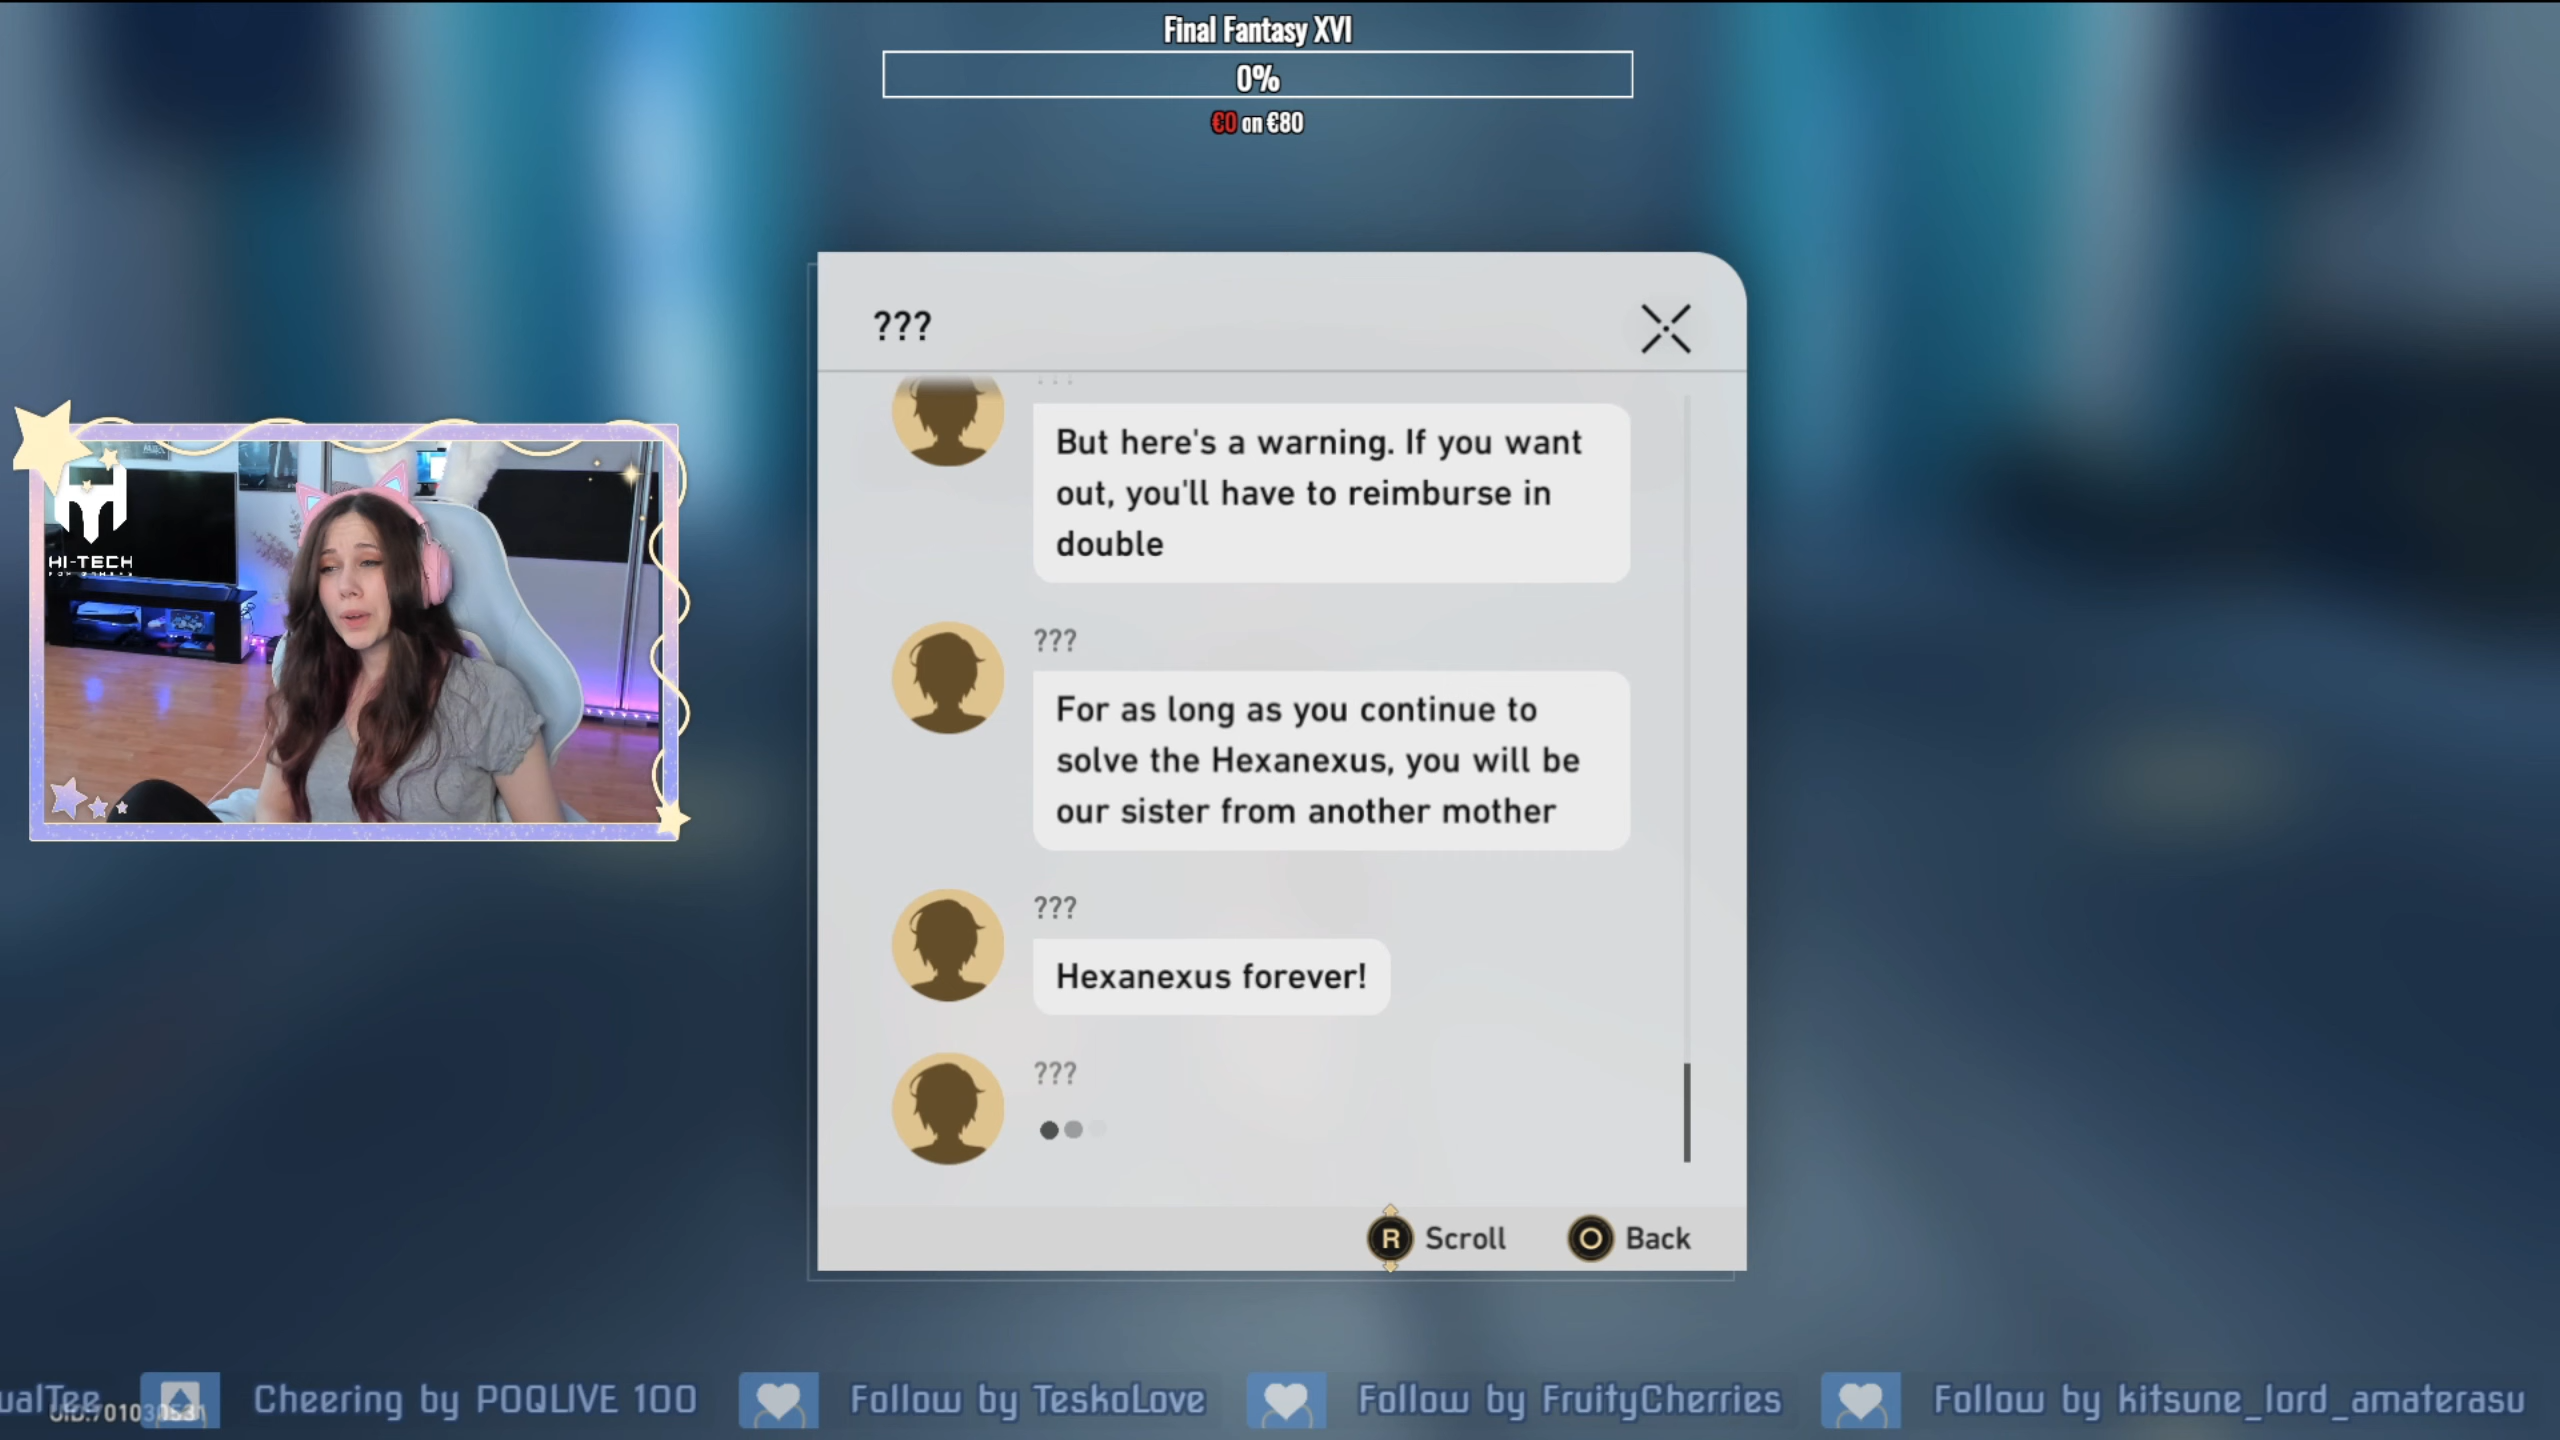 Final Fantasy XVI
0%
€0 on €80
???
But here's a warning. If you want
out, you'll have to reimburse in
double
???
For as long as you continue to
solve the Hexanexus, you will be
our sister from another mother
???
Hexanexus forever!
???
R Scroll
Back
HI-TECH
FOR GAMERS
ualTee
Cheering by POQLIVE 100
Follow by TeskoLove
Follow by FruityCherries
Follow by kitsune_lord_amaterasu